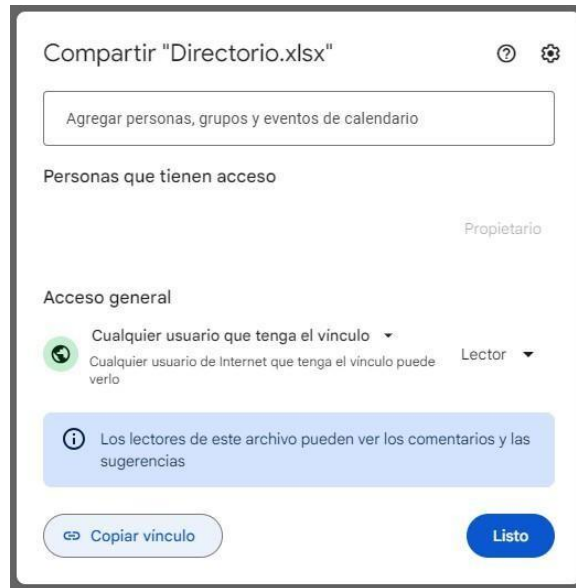 Compartir "Directorio.xlsx"
Agregar personas, grupos y eventos de calendario
Personas que tienen acceso
Propietario
Acceso general
Cualquier usuario que tenga el vínculo
Cualquier usuario de Internet que tenga el vínculo puede
verlo
Lector
Los lectores de este archivo pueden ver los comentarios y las
sugerencias
Copiar vínculo
Listo